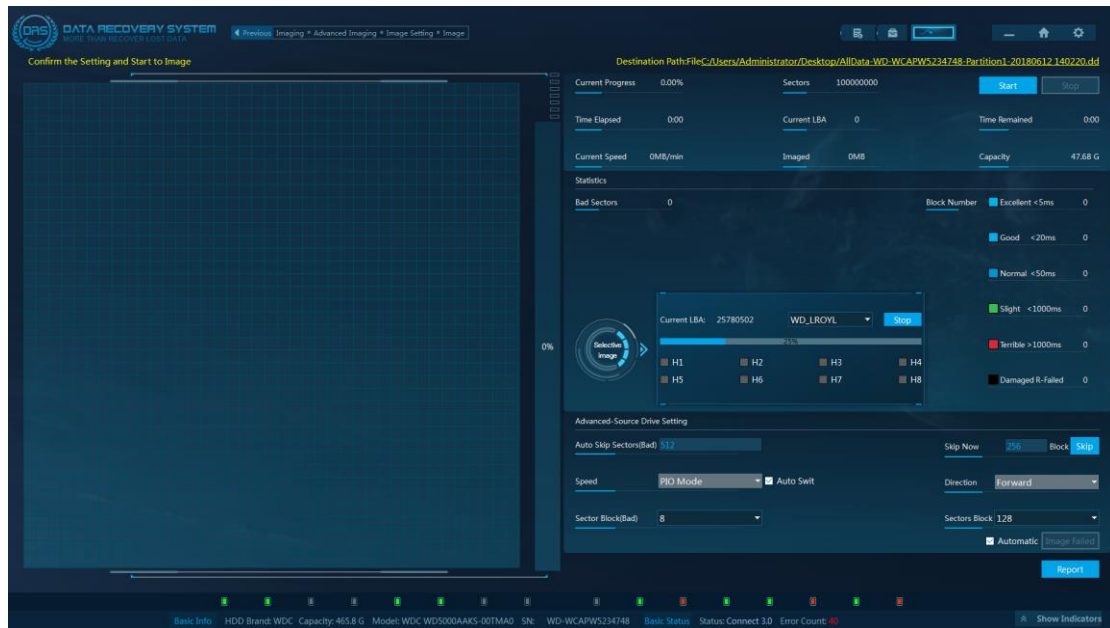 DRS DATA RECOVERY SYSTEM
MORE THAN RECOVER LOST DATA
Previous Imaging * Advanced Imaging * Image Setting * Image
Confirm the Setting and Start to Image
Destination Path:FileC:/Users/Administrator/Desktop/AllData-WD-WCAPW5234748-Partition1-20180612 140220.dd
Current Progress 0.00% Sectors 100000000 Start Stop
Time Elapsed 0:00 Current LBA 0 Time Remained 0:00
Current Speed 0MB/min Imaged 0MB Capacity 47.68 G
Statistics
Bad Sectors 0 Block Number Excellent <5ms 0
Good <20ms 0
Normal <50ms 0
Slight <1000ms 0
Terrible >1000ms 0
Damaged R-Failed 0
0%
Selective Image
Current LBA: 25780502 WD_LROYL Stop
25%
H1 H2 H3 H4
H5 H6 H7 H8
Advanced-Source Drive Setting
Auto Skip Sectors(Bad) 512 Skip Now 256 Block Skip
Speed PIO Mode Auto Swit Direction Forward
Sector Block(Bad) 8 Sectors Block 128
Automatic Image Failed
Report
Basic Info HDD Brand: WDC Capacity: 465.8 G Model: WDC WD5000AAKS-00TMA0 SN: WD-WCAPW5234748 Basic Status Status: Connect 3.0 Error Count: 40
Show Indicators